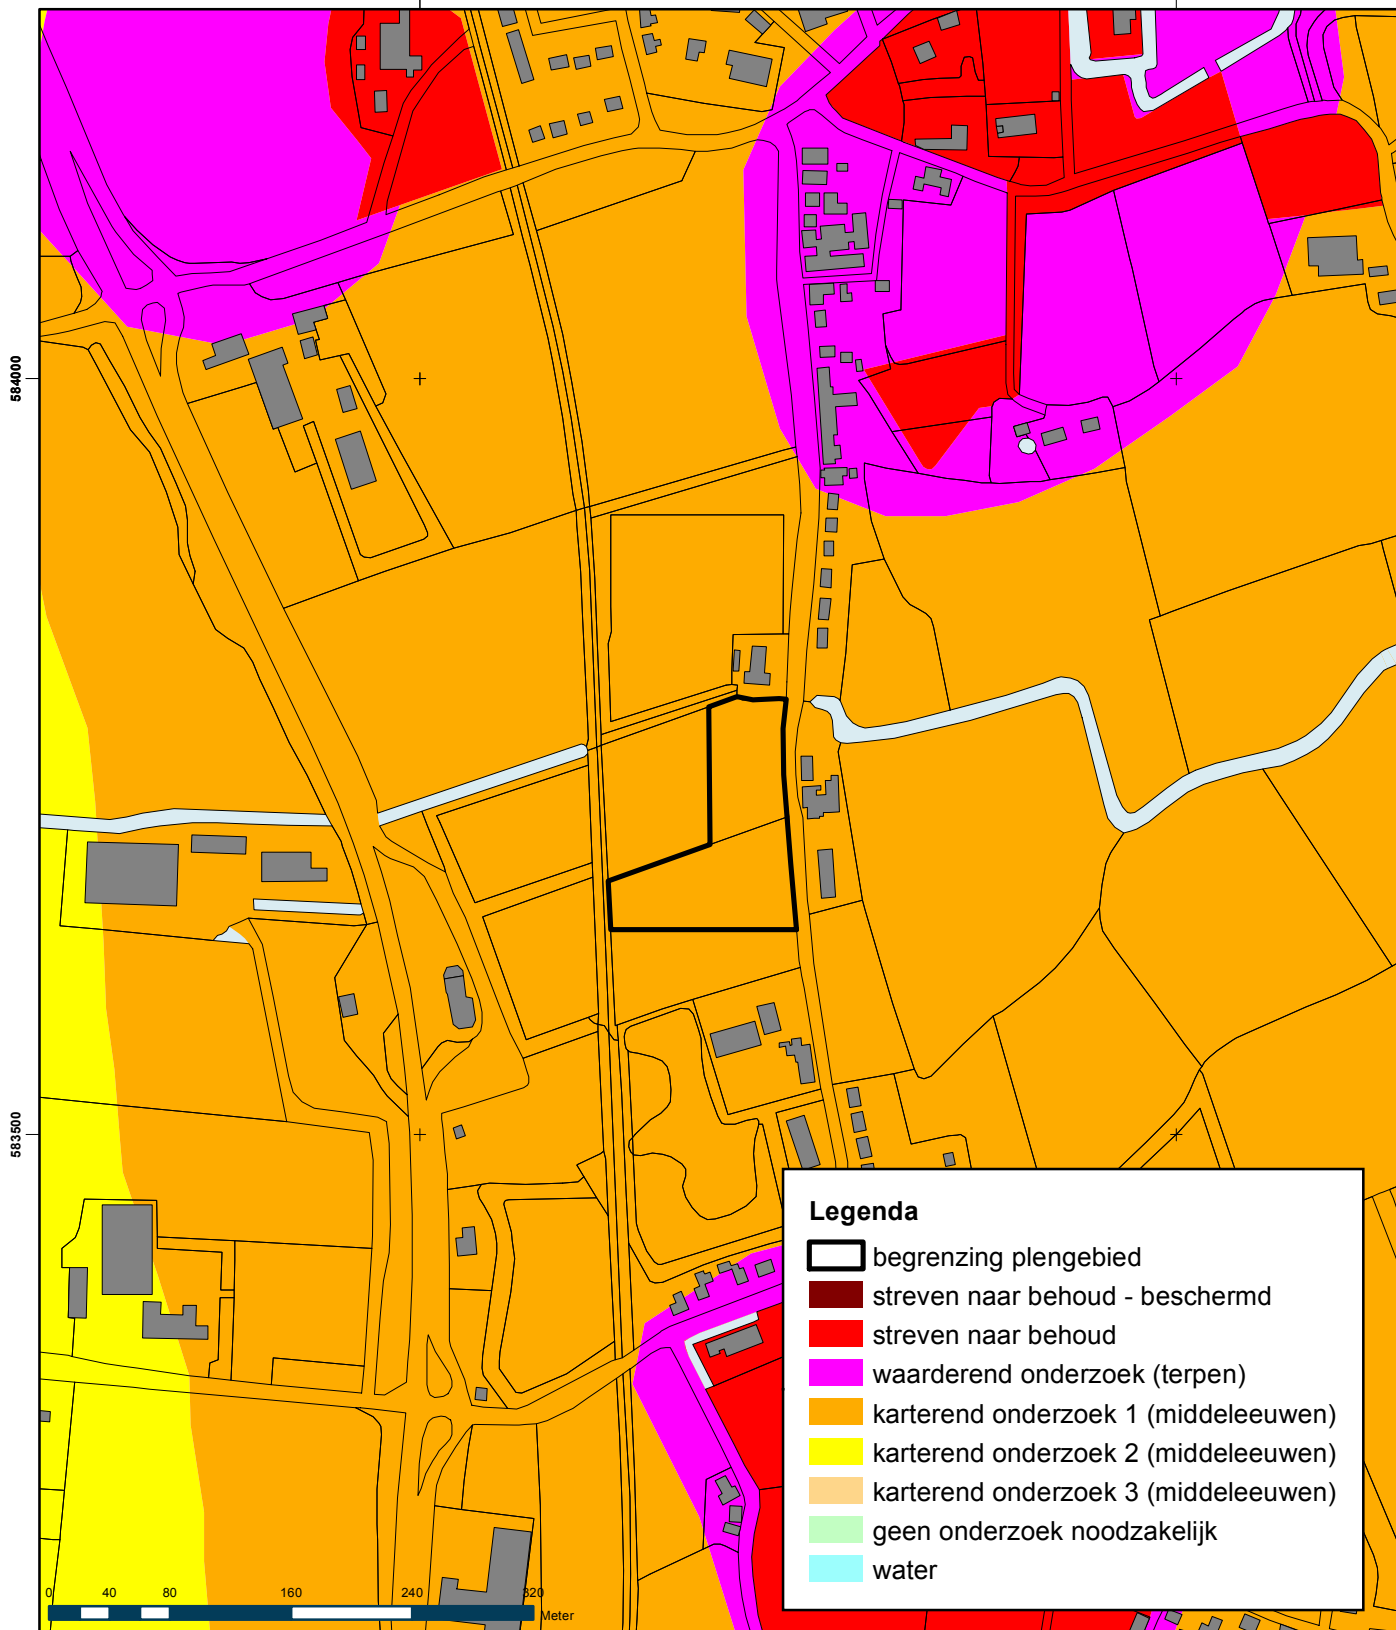 584000
583500
Legenda
begrenzing plengebied
streven naar behoud - beschermd
streven naar behoud
waarderend onderzoek (terpen)
karterend onderzoek 1 (middeleeuwen)
karterend onderzoek 2 (middeleeuwen)
karterend onderzoek 3 (middeleeuwen)
geen onderzoek noodzakelijk
water
0 40 80 160 240 320
Meter